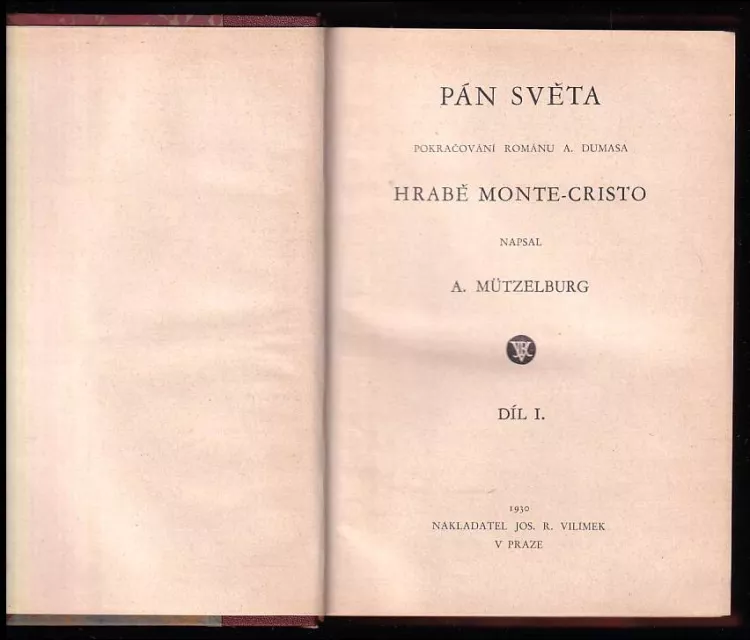 PÁN SVĚTA
POKRAČOVÁNÍ ROMÁNU A. DUMASA
HRABĚ MONTE-CRISTO
NAPSAL
A. MÜTZELBURG
DÍL I.
1930
NAKLADATEL JOS. R. VILÍMEK
V PRAZE